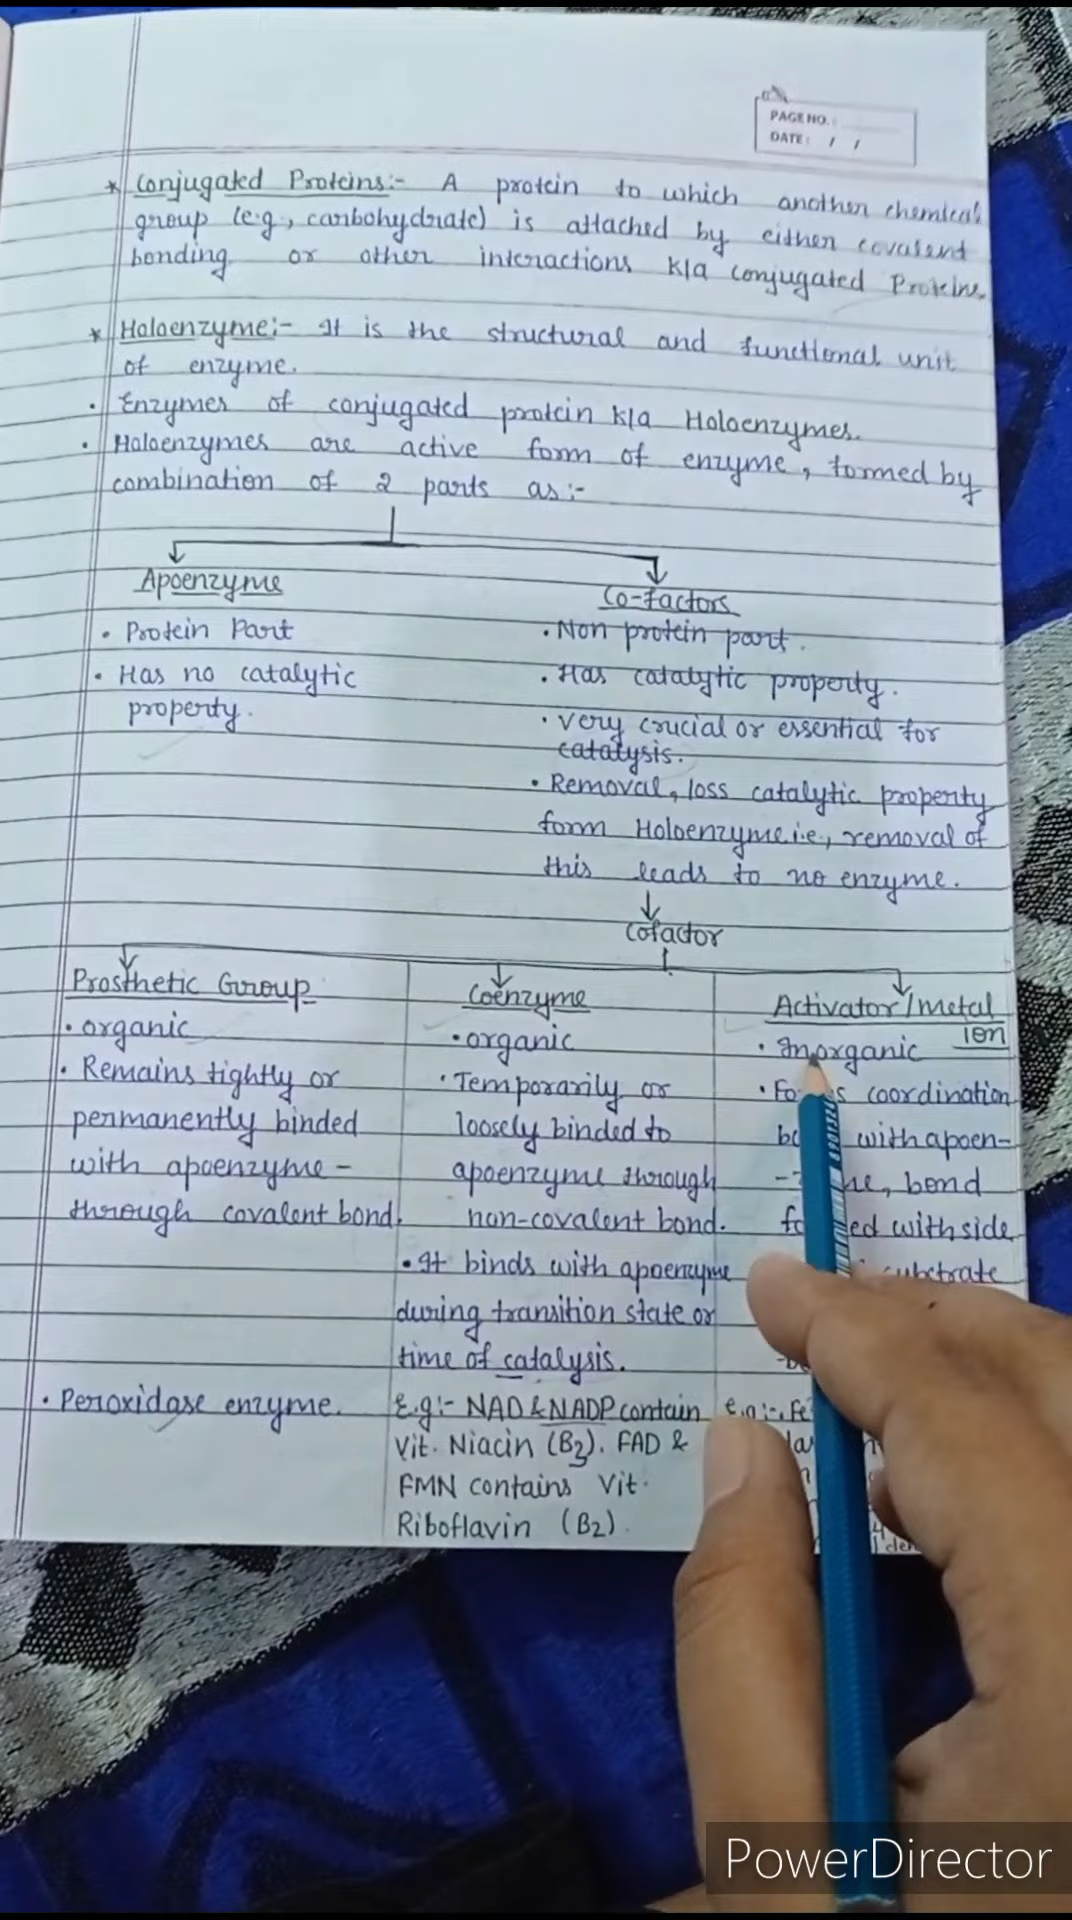 PAGE NO.:
DATE: / /
* Conjugated Proteins:- A protein to which another chemical
group (e.g., carbohydrate) is attached by either covalent
bonding or other interactions k/a conjugated Proteins.
* Holoenzyme:- It is the structural and functional unit
of enzyme.
• Enzymes of conjugated protein k/a Holoenzymes.
• Holoenzymes are active form of enzyme, formed by
combination of 2 parts as:-
Apoenzyme
• Protein Part
• Has no catalytic
property.
Co-factors
• Non protein part.
• Has catalytic property.
• very crucial or essential for
catalysis.
• Removal, loss catalytic property
form Holoenzyme i.e., removal of
this leads to no enzyme.
Cofactor
Prosthetic Group
• organic
• Remains tightly or
permanently binded
with apoenzyme -
through covalent bond.
• Peroxidase enzyme.
Coenzyme
• organic
• Temporarily or
loosely binded to
apoenzyme through
non-covalent bond.
• It binds with apoenzyme
during transition state or
time of catalysis.
E.g:- NAD & NADP contain
Vit. Niacin (B3). FAD &
FMN contains Vit.
Riboflavin (B2).
Activator/Metal
Ion
• Inorganic
• coordination
with apoen-
bond
with side
substrate
e.g:-, Fe
PowerDirector